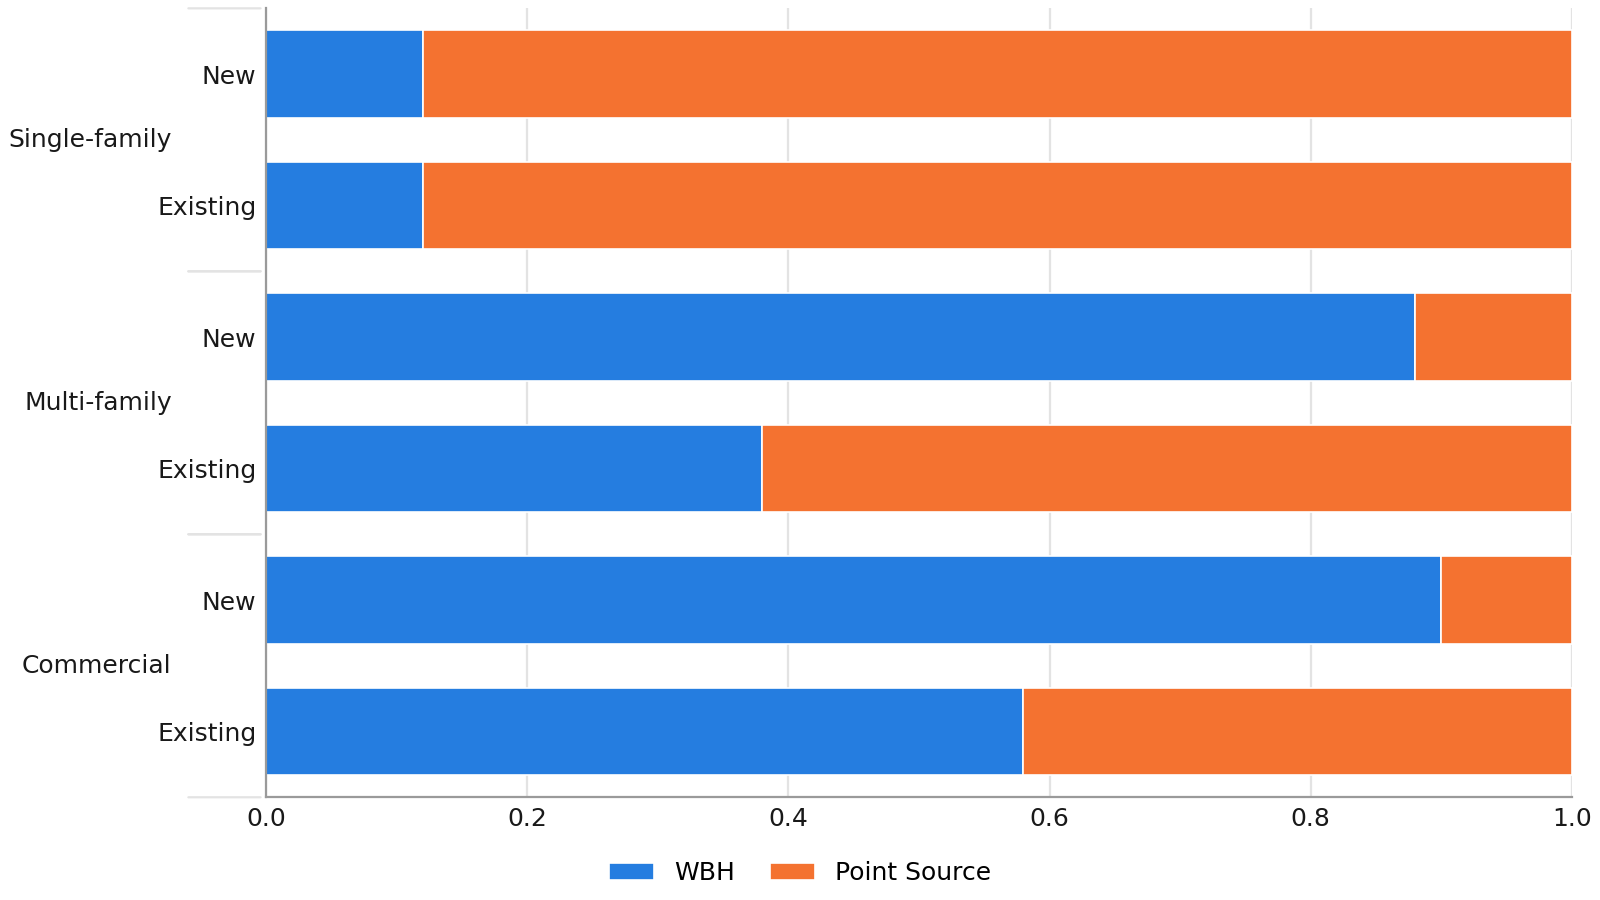 New
Single-family
Existing
New
Multi-family
Existing
New
Commercial
Existing
0.0 0.2 0.4 0.6 0.8 1.0
WBH Point Source